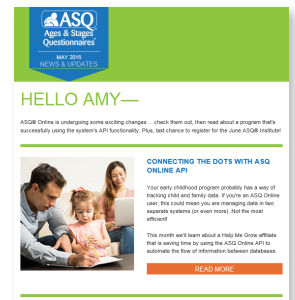 ASQ
Ages & Stages
Questionnaires
MAY 2018
NEWS & UPDATES
HELLO AMY—
ASQ® Online is undergoing some exciting changes ... check them out, then read about a program that's
successfully using the system's API functionality. Plus, last chance to register for the June ASQ® Institute!
CONNECTING THE DOTS WITH ASQ
ONLINE API
Your early childhood program probably has a way of
tracking child and family data. If you're an ASQ Online
user, this could mean you are managing data in two
separate systems (or even more). Not the most
efficient!
This month we'll learn about a Help Me Grow affiliate
that is saving time by using the ASQ Online API to
automate the flow of information between databases.
READ MORE